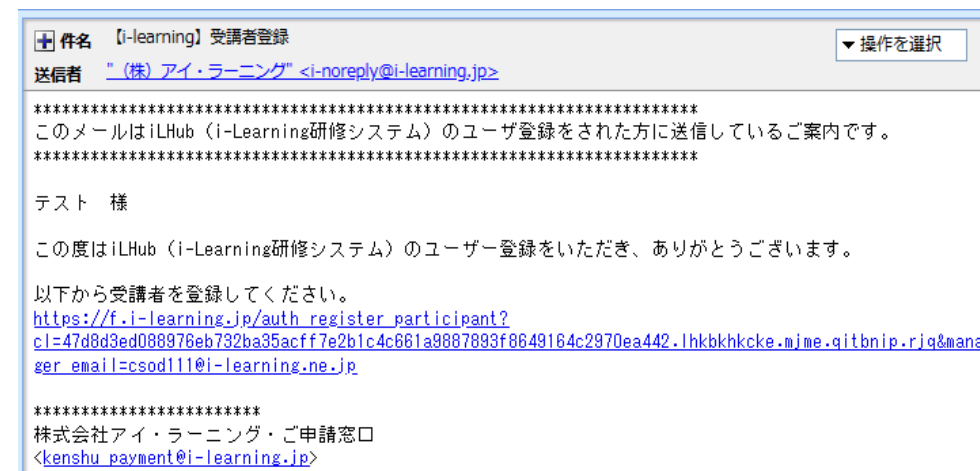 件名 【i-learning】受講者登録
▼操作を選択
送信者 "（株）アイ・ラーニング" <i-noreply@i-learning.jp>
**********************************************************************
このメールはiLHub（i-Learning研修システム）のユーザ登録をされた方に送信しているご案内です。
**********************************************************************
テスト　様
この度はiLHub（i-Learning研修システム）のユーザー登録をいただき、ありがとうございます。
以下から受講者を登録してください。
https://f.i-learning.jp/auth_register_participant?
cl=47d8d3ed088976eb732ba35acff7e2b1c4c661a9887893f8649164c2970ea442.lhkbkhkcke.mjme.qitbnip.rjq&mana
ger_email=csod111@i-learning.ne.jp
************************
株式会社アイ・ラーニング・ご申請窓口
<kenshu_payment@i-learning.jp>